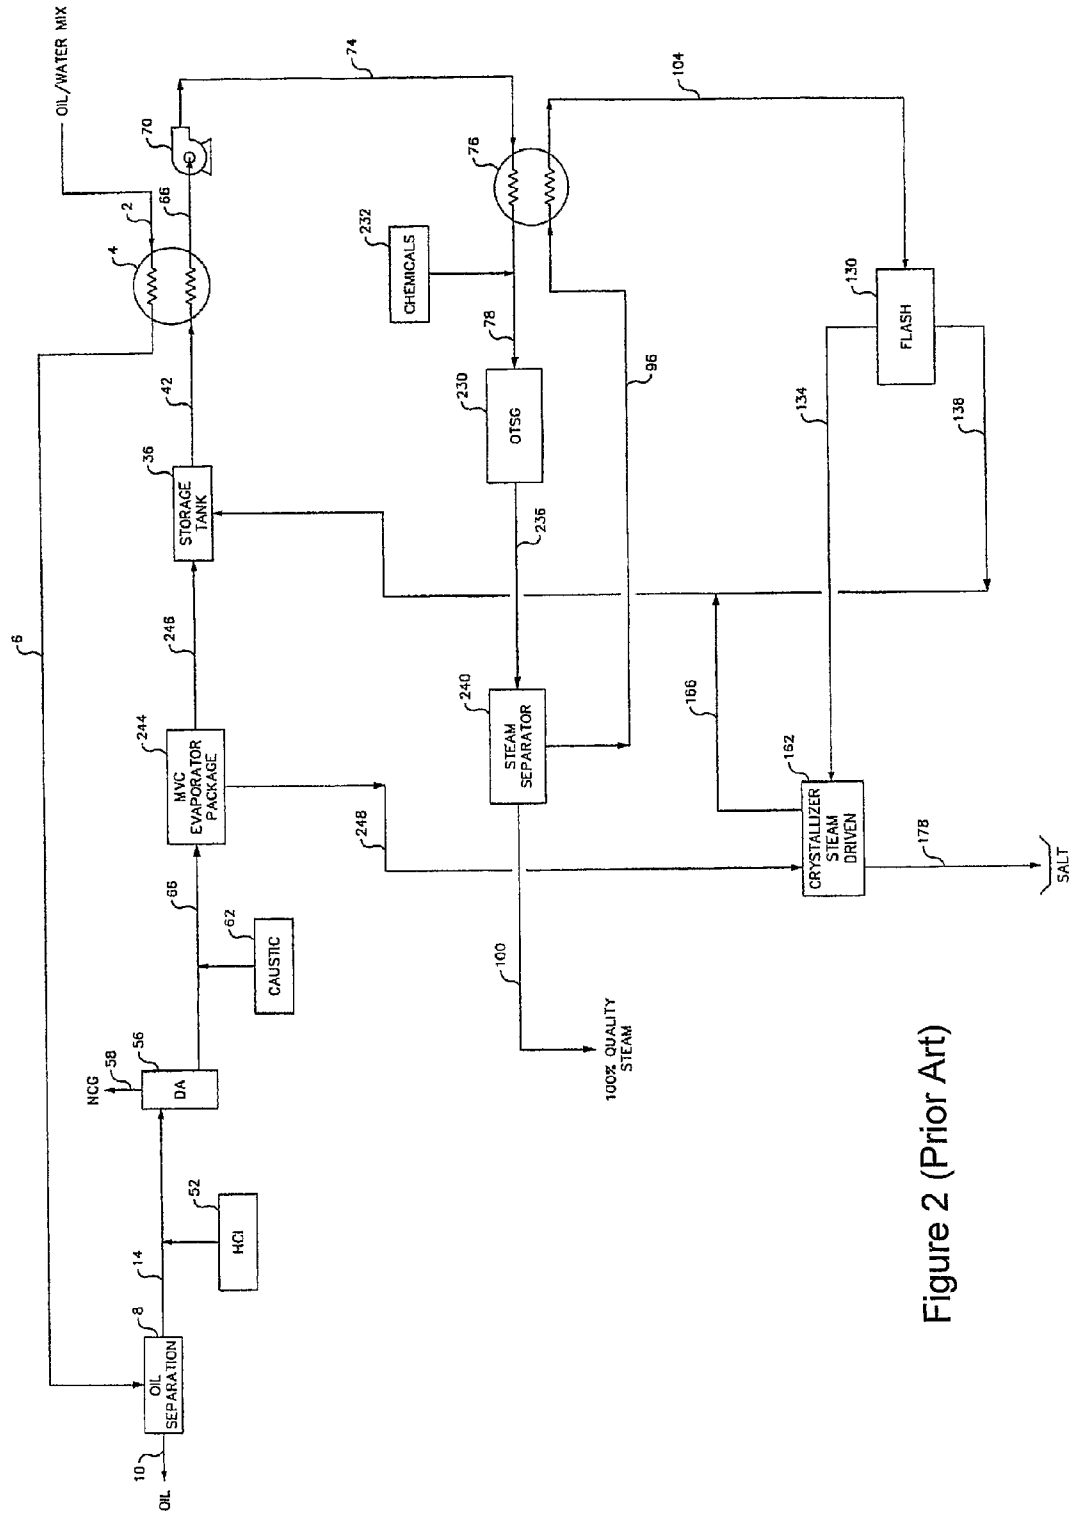 OIL/WATER MIX
2
4
6
OIL
SEPARATION
8
OIL
10
14
HCl
52
DA
56
NCG
58
CAUSTIC
62
66
MVC
EVAPORATOR
PACKAGE
244
246
248
STORAGE
TANK
36
42
66
70
74
76
CHEMICALS
232
78
OTSG
230
236
STEAM
SEPARATOR
240
96
100
100% QUALITY
STEAM
104
FLASH
130
134
138
CRYSTALLIZER
STEAM
DRIVEN
162
166
178
SALT
Figure 2 (Prior Art)